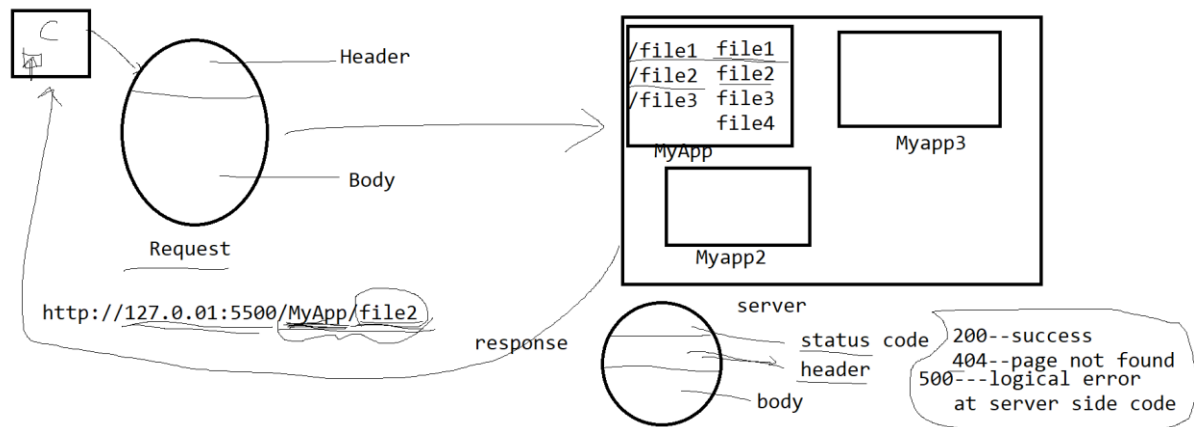 C
Header
Body
Request
http://127.0.01:5500/MyApp/file2
response
/file1 file1
/file2 file2
/file3 file3
file4
MyApp
Myapp3
Myapp2
server
status code
header
body
200--success
404--page not found
500---logical error
at server side code